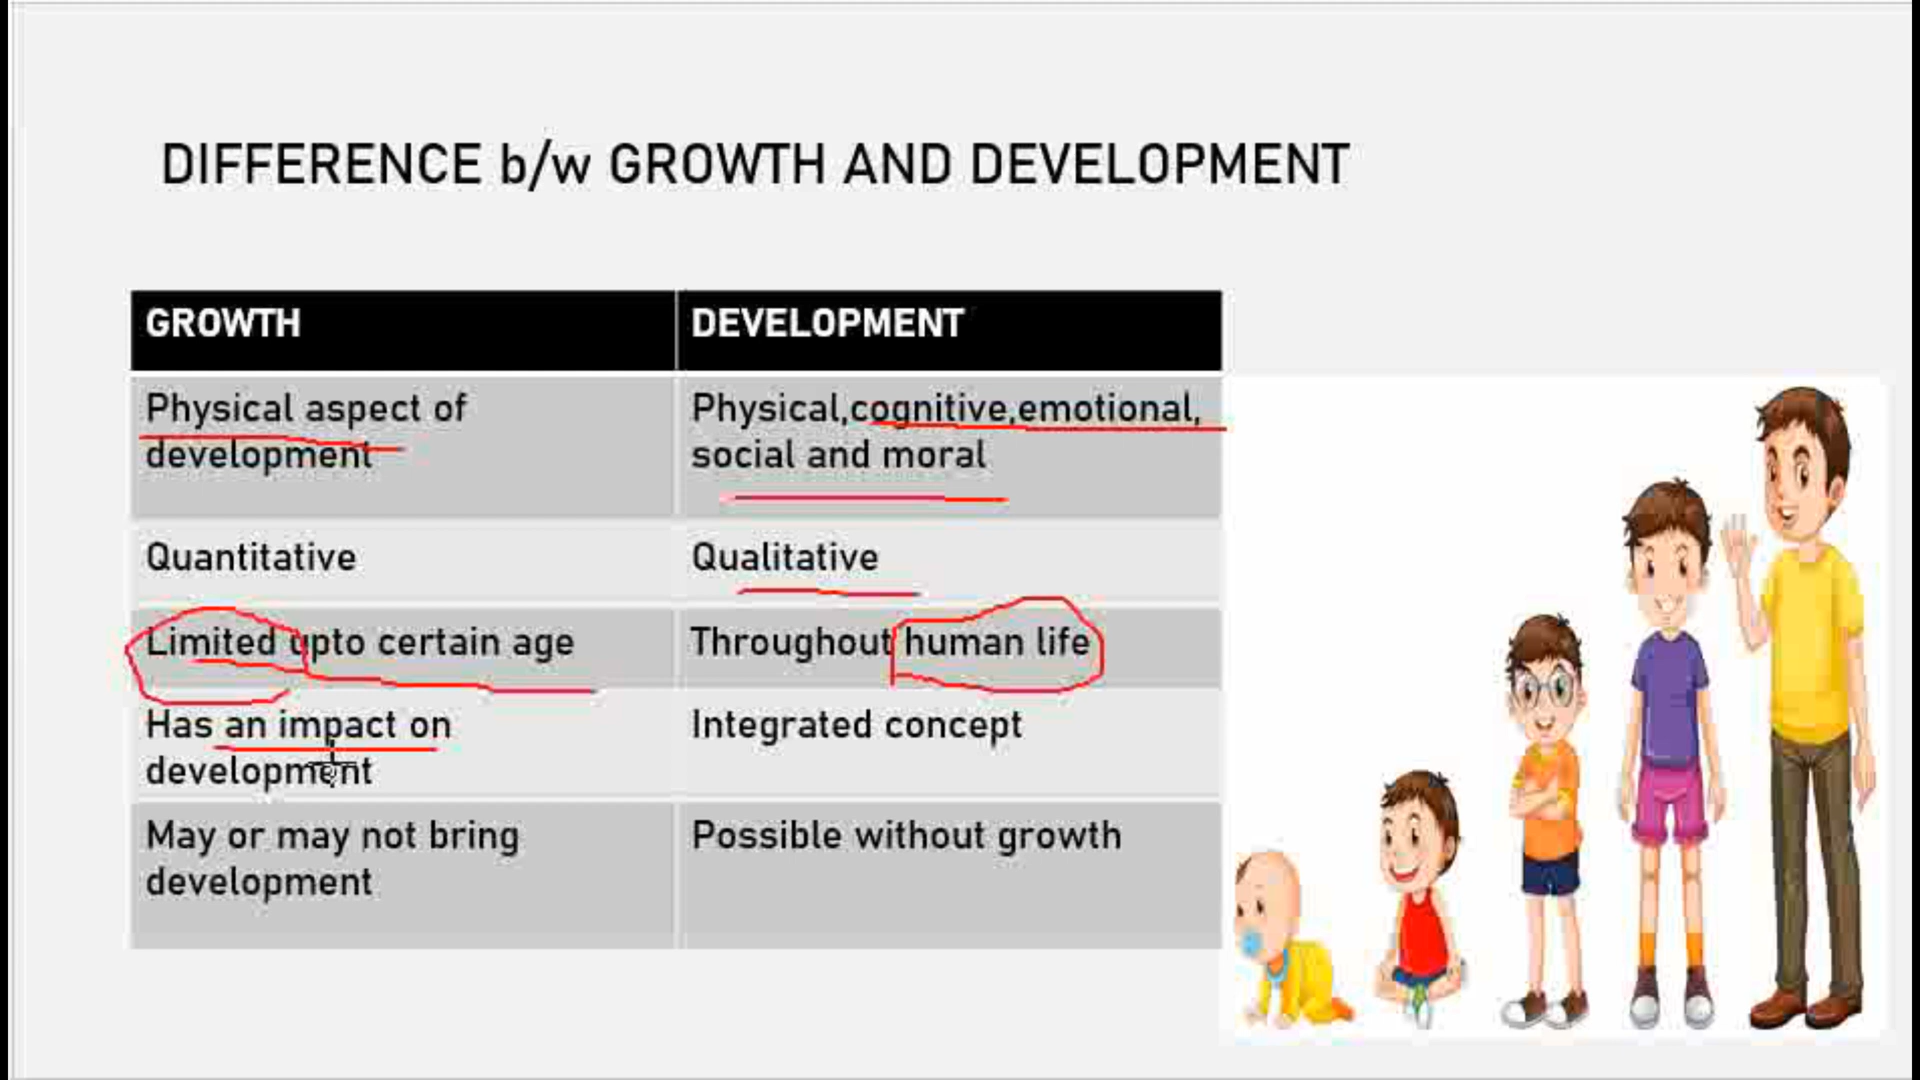 DIFFERENCE b/w GROWTH AND DEVELOPMENT
GROWTH
DEVELOPMENT
Physical aspect of
development
Physical,cognitive,emotional,
social and moral
Quantitative
Qualitative
Limited upto certain age
Throughout human life
Has an impact on
development
Integrated concept
May or may not bring
development
Possible without growth